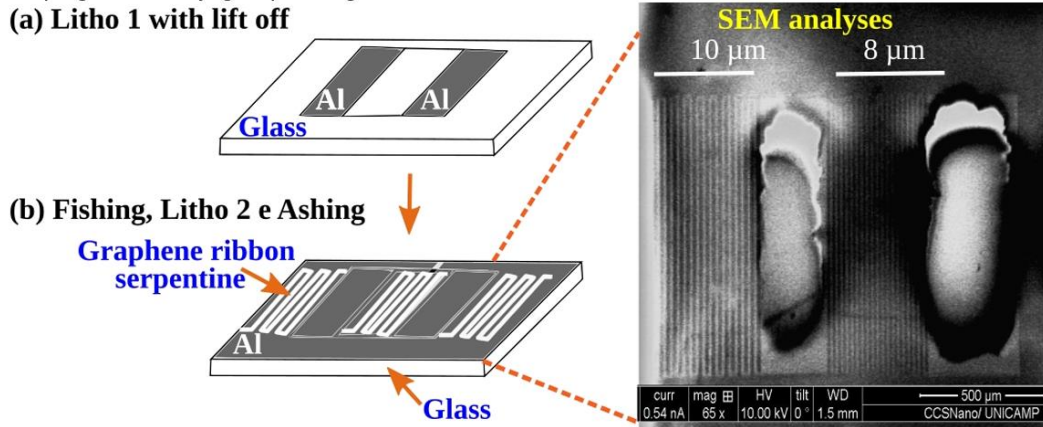 (a) Litho 1 with lift off
Al
Al
Glass
(b) Fishing, Litho 2 e Ashing
Graphene ribbon
serpentine
Al
Glass
SEM analyses
10 µm
8 µm
curr mag HV tilt WD 500 µm
0.54 nA 65 x 10.00 kV 0° 1.5 mm CCSNano/ UNICAMP